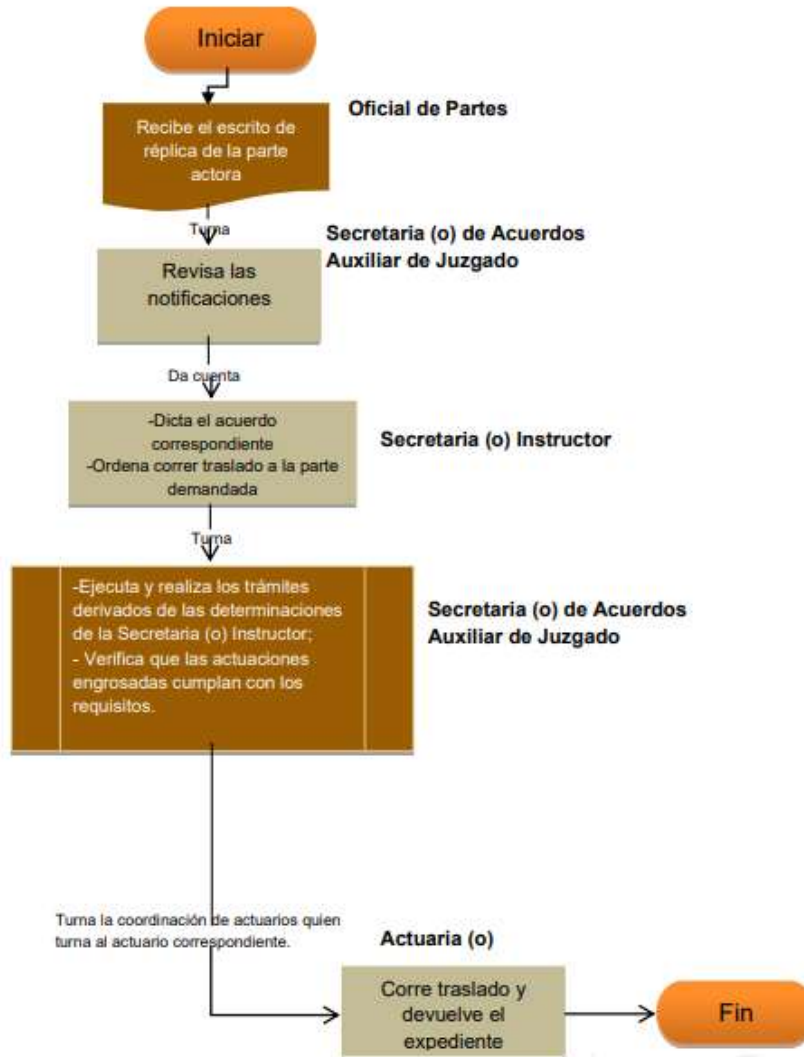 Iniciar
Oficial de Partes
Recibe el escrito de
réplica de la parte
actora
Turna
Secretaria (o) de Acuerdos
Auxiliar de Juzgado
Revisa las
notificaciones
Da cuenta
-Dicta el acuerdo
correspondiente
-Ordena correr traslado a la parte
demandada
Secretaria (o) Instructor
Turna
-Ejecuta y realiza los trámites
derivados de las determinaciones
de la Secretaria (o) Instructor;
- Verifica que las actuaciones
engrosadas cumplan con los
requisitos.
Secretaria (o) de Acuerdos
Auxiliar de Juzgado
Turna la coordinación de actuarios quien
turna al actuario correspondiente.
Actuaria (o)
Corre traslado y
devuelve el
expediente
Fin